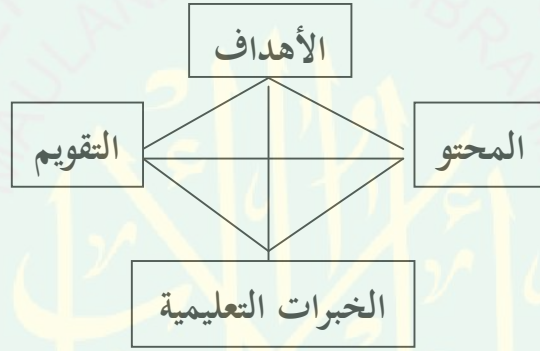 الأهداف
المحتو
التقويم
الخبرات التعليمية